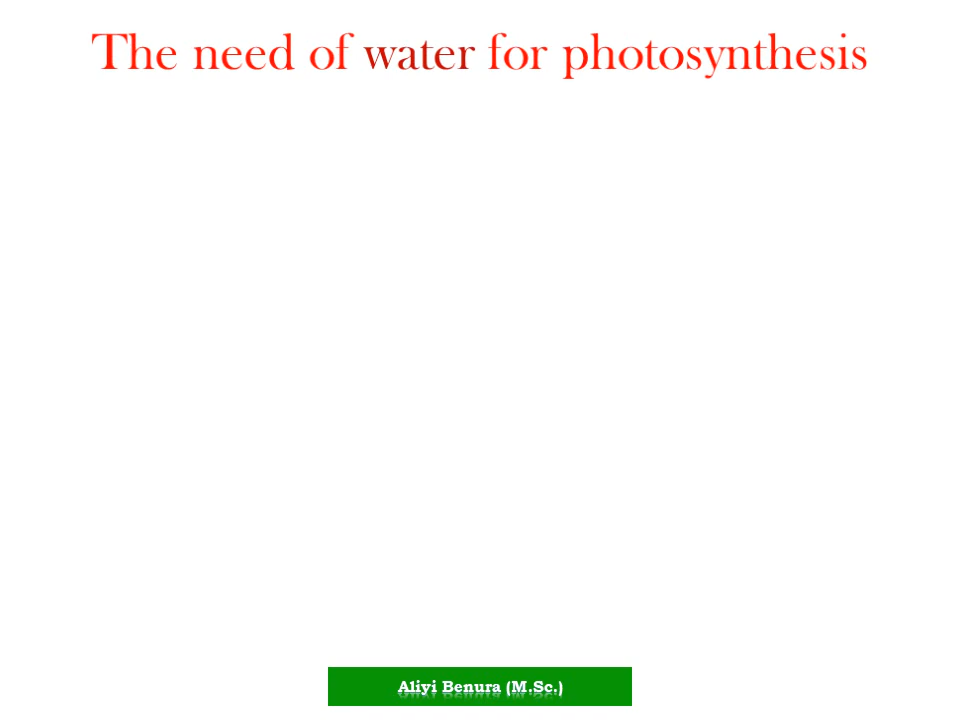 The need of water for photosynthesis
Aliyi Benura (M.Sc.)